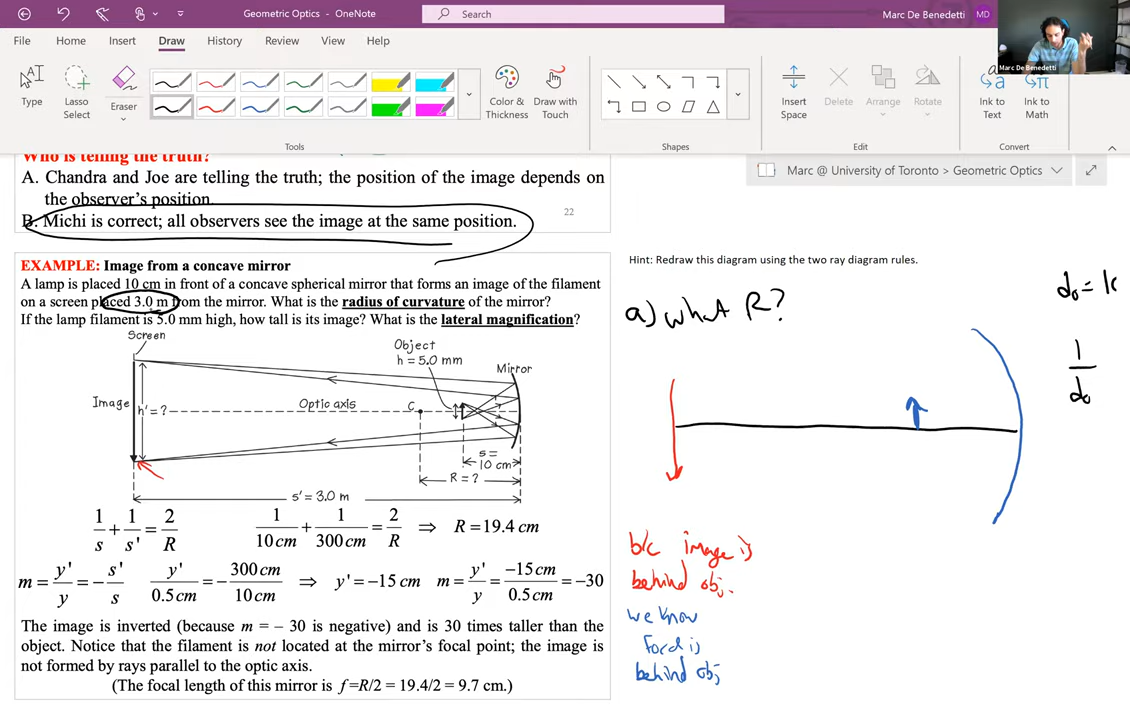 Geometric Optics - OneNote
Search
Marc De Benedetti MD
File Home Insert Draw History Review View Help
Type
Lasso Select
Eraser
Color & Thickness
Draw with Touch
Insert Space
Delete
Arrange
Rotate
Ink to Text
Ink to Math
Tools
Shapes
Edit
Convert
Marc De Benedetti
Marc @ University of Toronto > Geometric Optics
Who is telling the truth?
A. Chandra and Joe are telling the truth; the position of the image depends on
the observer's position.
B. Michi is correct; all observers see the image at the same position.
22
EXAMPLE: Image from a concave mirror
A lamp is placed 10 cm in front of a concave spherical mirror that forms an image of the filament
on a screen placed 3.0 m from the mirror. What is the radius of curvature of the mirror?
If the lamp filament is 5.0 mm high, how tall is its image? What is the lateral magnification?
Screen
Object
h = 5.0 mm
Mirror
Image
h' = ?
Optic axis
C
s =
10 cm
R = ?
s' = 3.0 m
1/s + 1/s' = 2/R 1/10cm + 1/300cm = 2/R ⇒ R = 19.4 cm
m = y'/y = -s'/s y'/0.5cm = -300cm/10cm ⇒ y' = -15 cm m = y'/y = -15cm/0.5cm = -30
The image is inverted (because m = – 30 is negative) and is 30 times taller than the
object. Notice that the filament is not located at the mirror's focal point; the image is
not formed by rays parallel to the optic axis.
(The focal length of this mirror is f=R/2 = 19.4/2 = 9.7 cm.)
Hint: Redraw this diagram using the two ray diagram rules.
a) what R?
do = 1
1/do
b/c image is
behind obj.
we know
is
behind obj